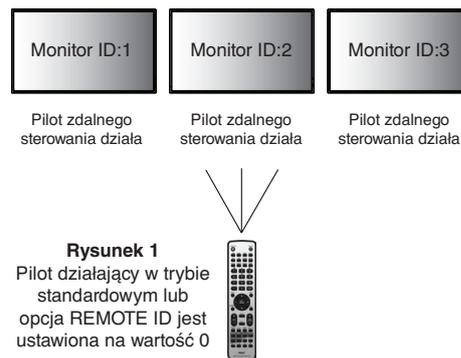 Monitor ID:1 Monitor ID:2 Monitor ID:3
Pilot zdalnego Pilot zdalnego Pilot zdalnego
sterowania działa sterowania działa sterowania działa
Rysunek 1
Pilot działający w trybie
standardowym lub
opcja REMOTE ID jest
ustawiona na wartość 0